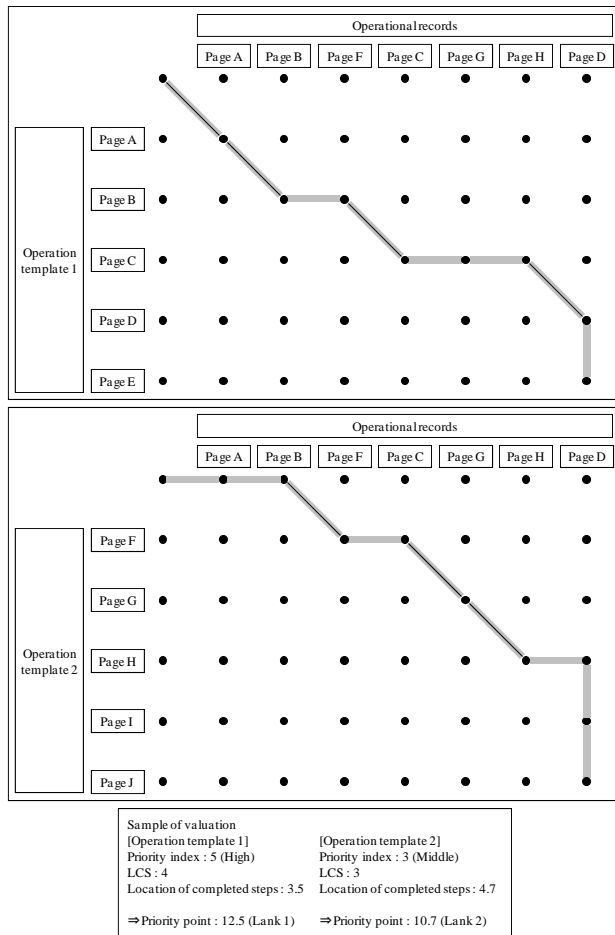 Operational records
Page A Page B Page F Page C Page G Page H Page D
Page A
Page B
Operation
template 1
Page C
Page D
Page E
Operational records
Page A Page B Page F Page C Page G Page H Page D
Page F
Page G
Operation
template 2
Page H
Page I
Page J
Sample of valuation
[Operation template 1] [Operation template 2]
Priority index : 5 (High) Priority index : 3 (Middle)
LCS : 4 LCS : 3
Location of completed steps : 3.5 Location of completed steps : 4.7
⇒Priority point : 12.5 (Lank 1) ⇒Priority point : 10.7 (Lank 2)